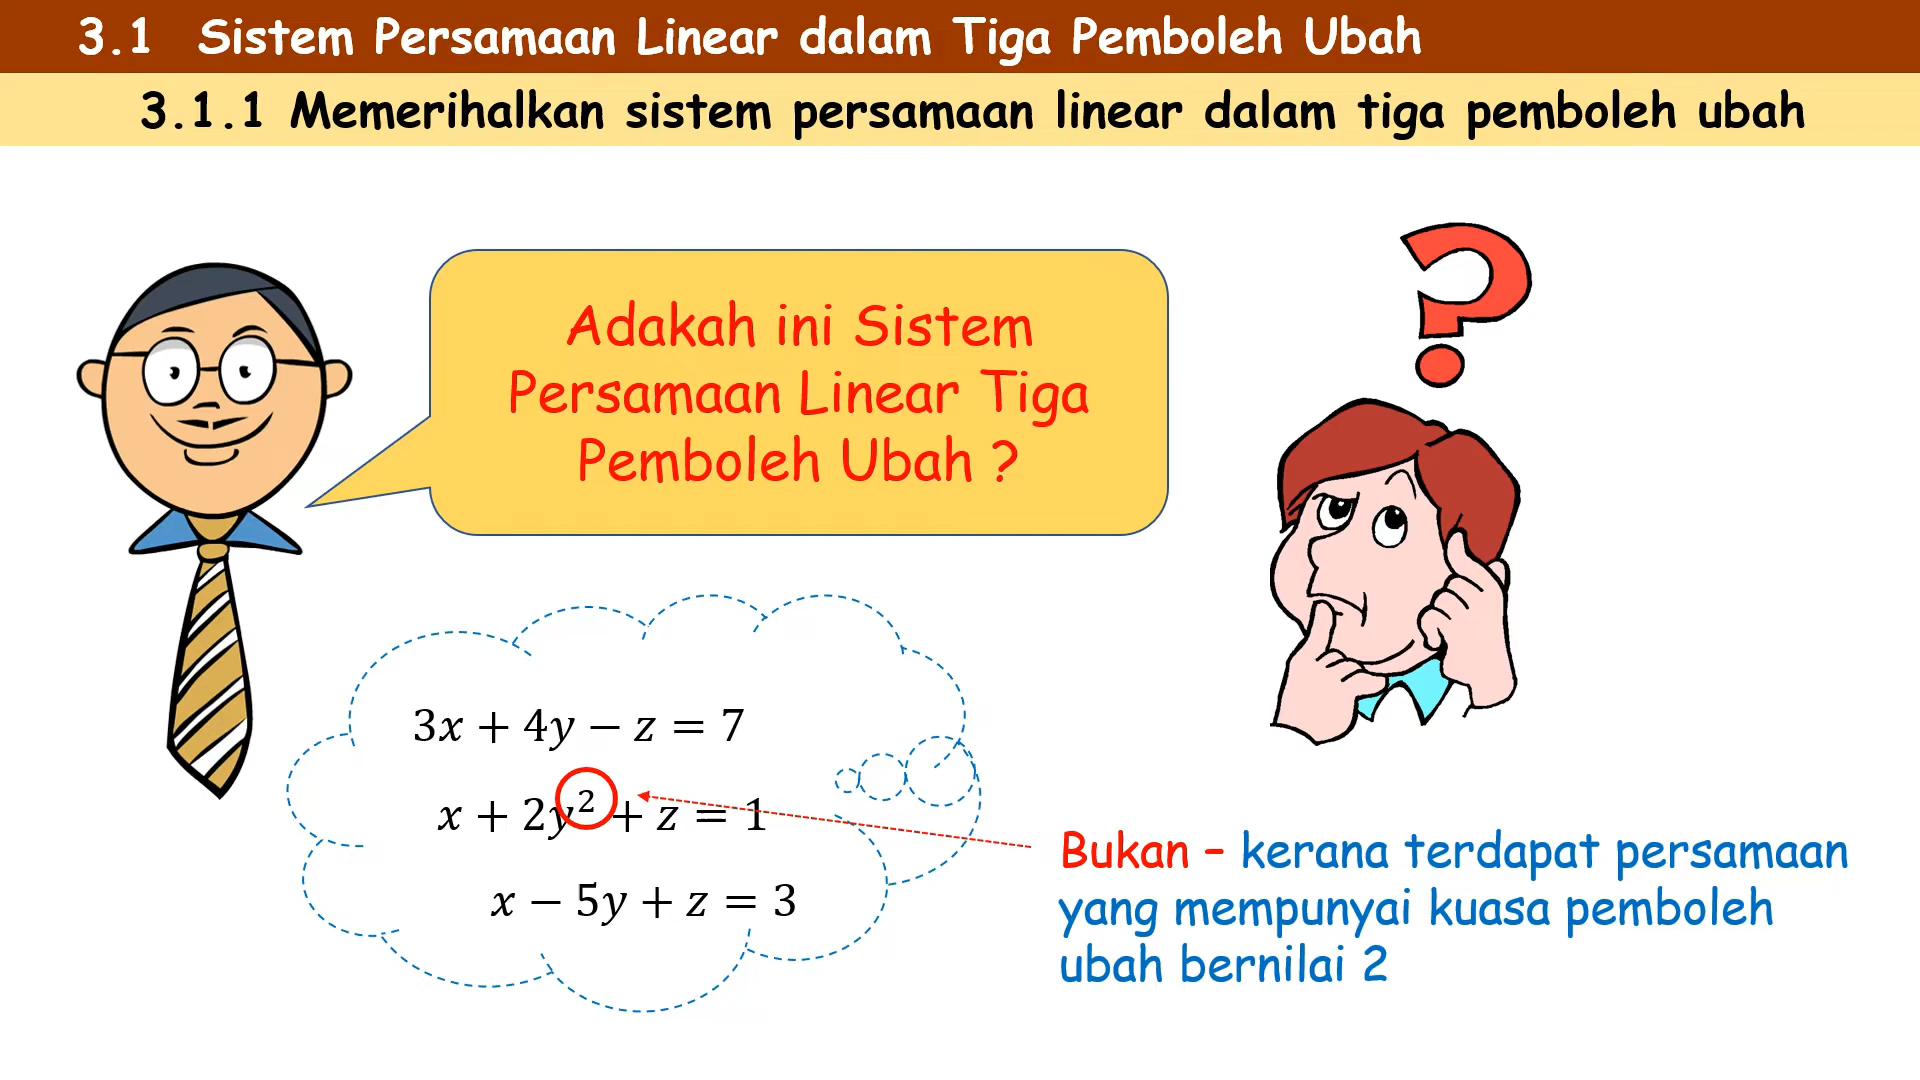 3.1 Sistem Persamaan Linear dalam Tiga Pemboleh Ubah
3.1.1 Memerihalkan sistem persamaan linear dalam tiga pemboleh ubah
Adakah ini Sistem
Persamaan Linear Tiga
Pemboleh Ubah ?
3x + 4y − z = 7
x + 2y² + z = 1
x − 5y + z = 3
Bukan – kerana terdapat persamaan
yang mempunyai kuasa pemboleh
ubah bernilai 2